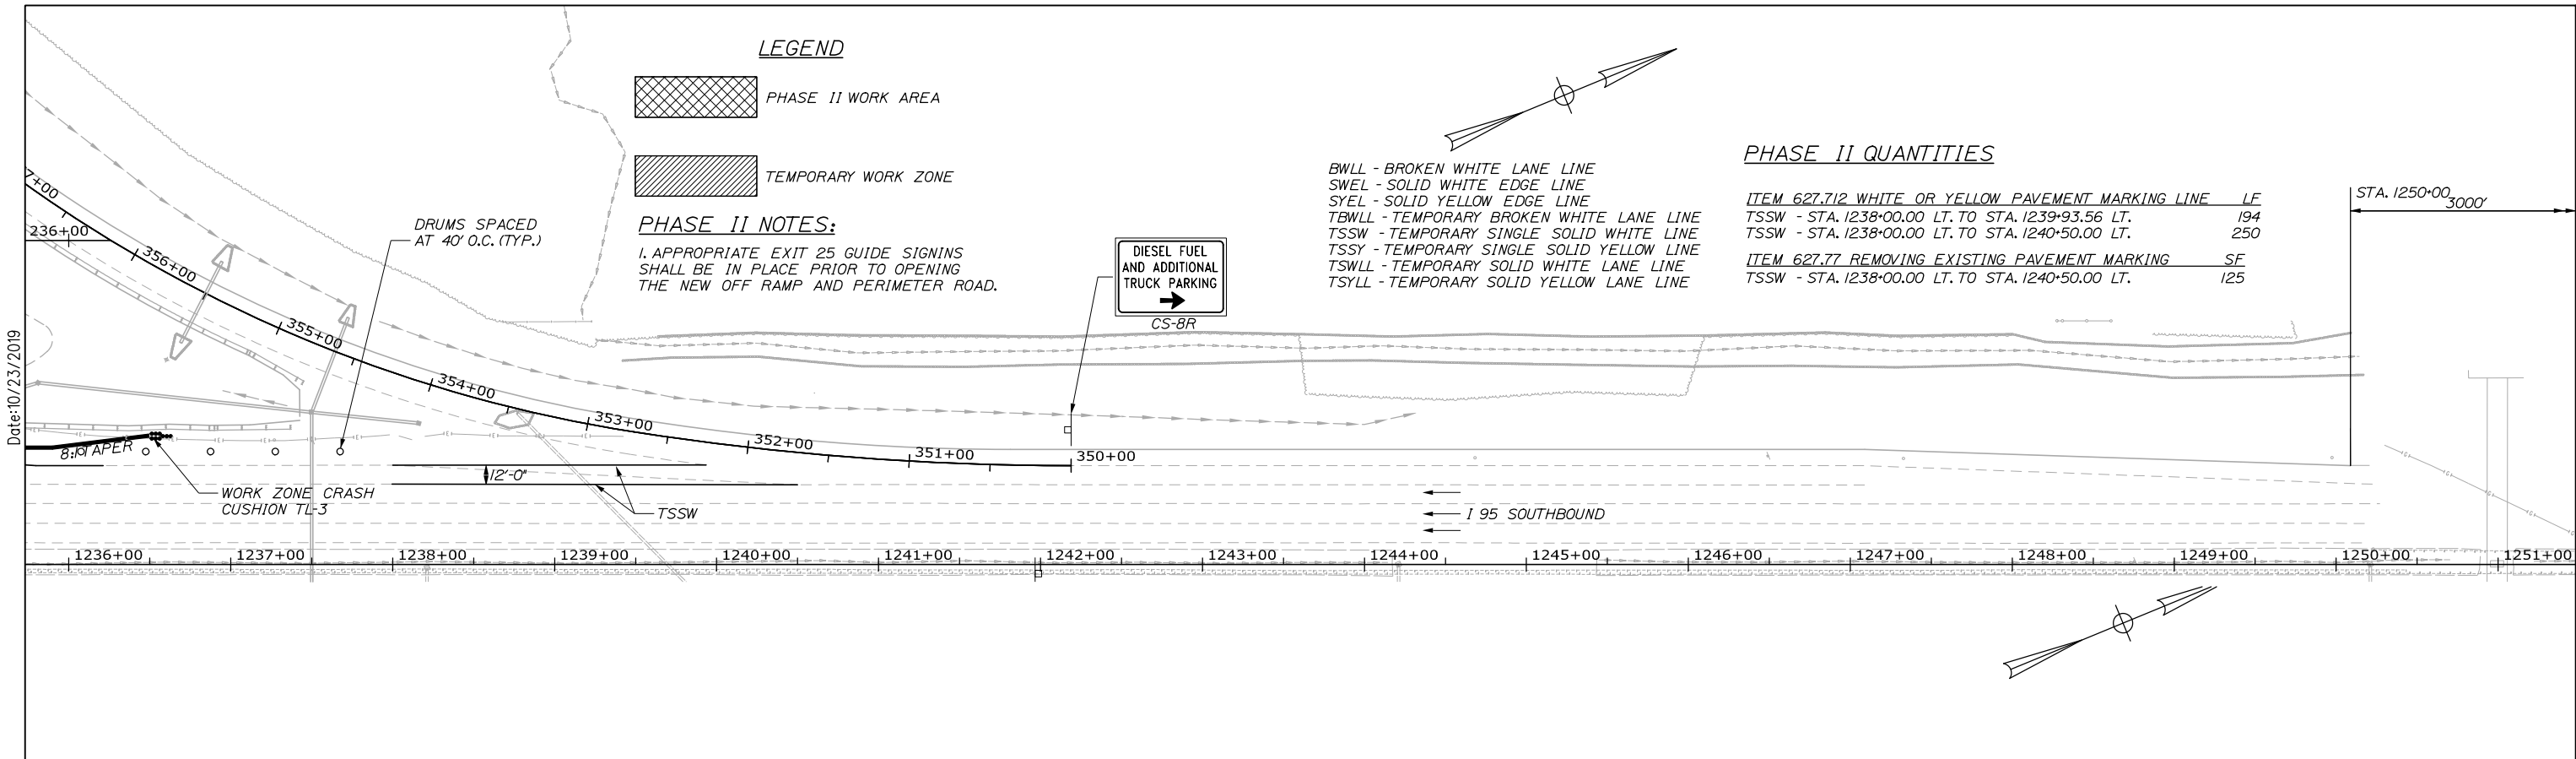 LEGEND
PHASE II WORK AREA
TEMPORARY WORK ZONE
PHASE II NOTES:
1. APPROPRIATE EXIT 25 GUIDE SIGNINS
SHALL BE IN PLACE PRIOR TO OPENING
THE NEW OFF RAMP AND PERIMETER ROAD.
DIESEL FUEL
AND ADDITIONAL
TRUCK PARKING
CS-8R
BWLL - BROKEN WHITE LANE LINE
SWEL - SOLID WHITE EDGE LINE
SYEL - SOLID YELLOW EDGE LINE
TBWLL - TEMPORARY BROKEN WHITE LANE LINE
TSSW - TEMPORARY SINGLE SOLID WHITE LINE
TSSY - TEMPORARY SINGLE SOLID YELLOW LINE
TSWLL - TEMPORARY SOLID WHITE LANE LINE
TSYLL - TEMPORARY SOLID YELLOW LANE LINE
PHASE II QUANTITIES
ITEM 627.712 WHITE OR YELLOW PAVEMENT MARKING LINE LF
TSSW - STA. 1238+00.00 LT. TO STA. 1239+93.56 LT. 194
TSSW - STA. 1238+00.00 LT. TO STA. 1240+50.00 LT. 250
ITEM 627.77 REMOVING EXISTING PAVEMENT MARKING SF
TSSW - STA. 1238+00.00 LT. TO STA. 1240+50.00 LT. 125
STA. 1250+00
3000'
DRUMS SPACED
AT 40' O.C. (TYP.)
7+00
236+00
356+00
355+00
354+00
353+00
352+00
351+00
350+00
8:1 TAPER
12'-0"
WORK ZONE CRASH
CUSHION TL-3
TSSW
I 95 SOUTHBOUND
1236+00 1237+00 1238+00 1239+00 1240+00 1241+00 1242+00 1243+00 1244+00 1245+00 1246+00 1247+00 1248+00 1249+00 1250+00 1251+00
Date:10/23/2019